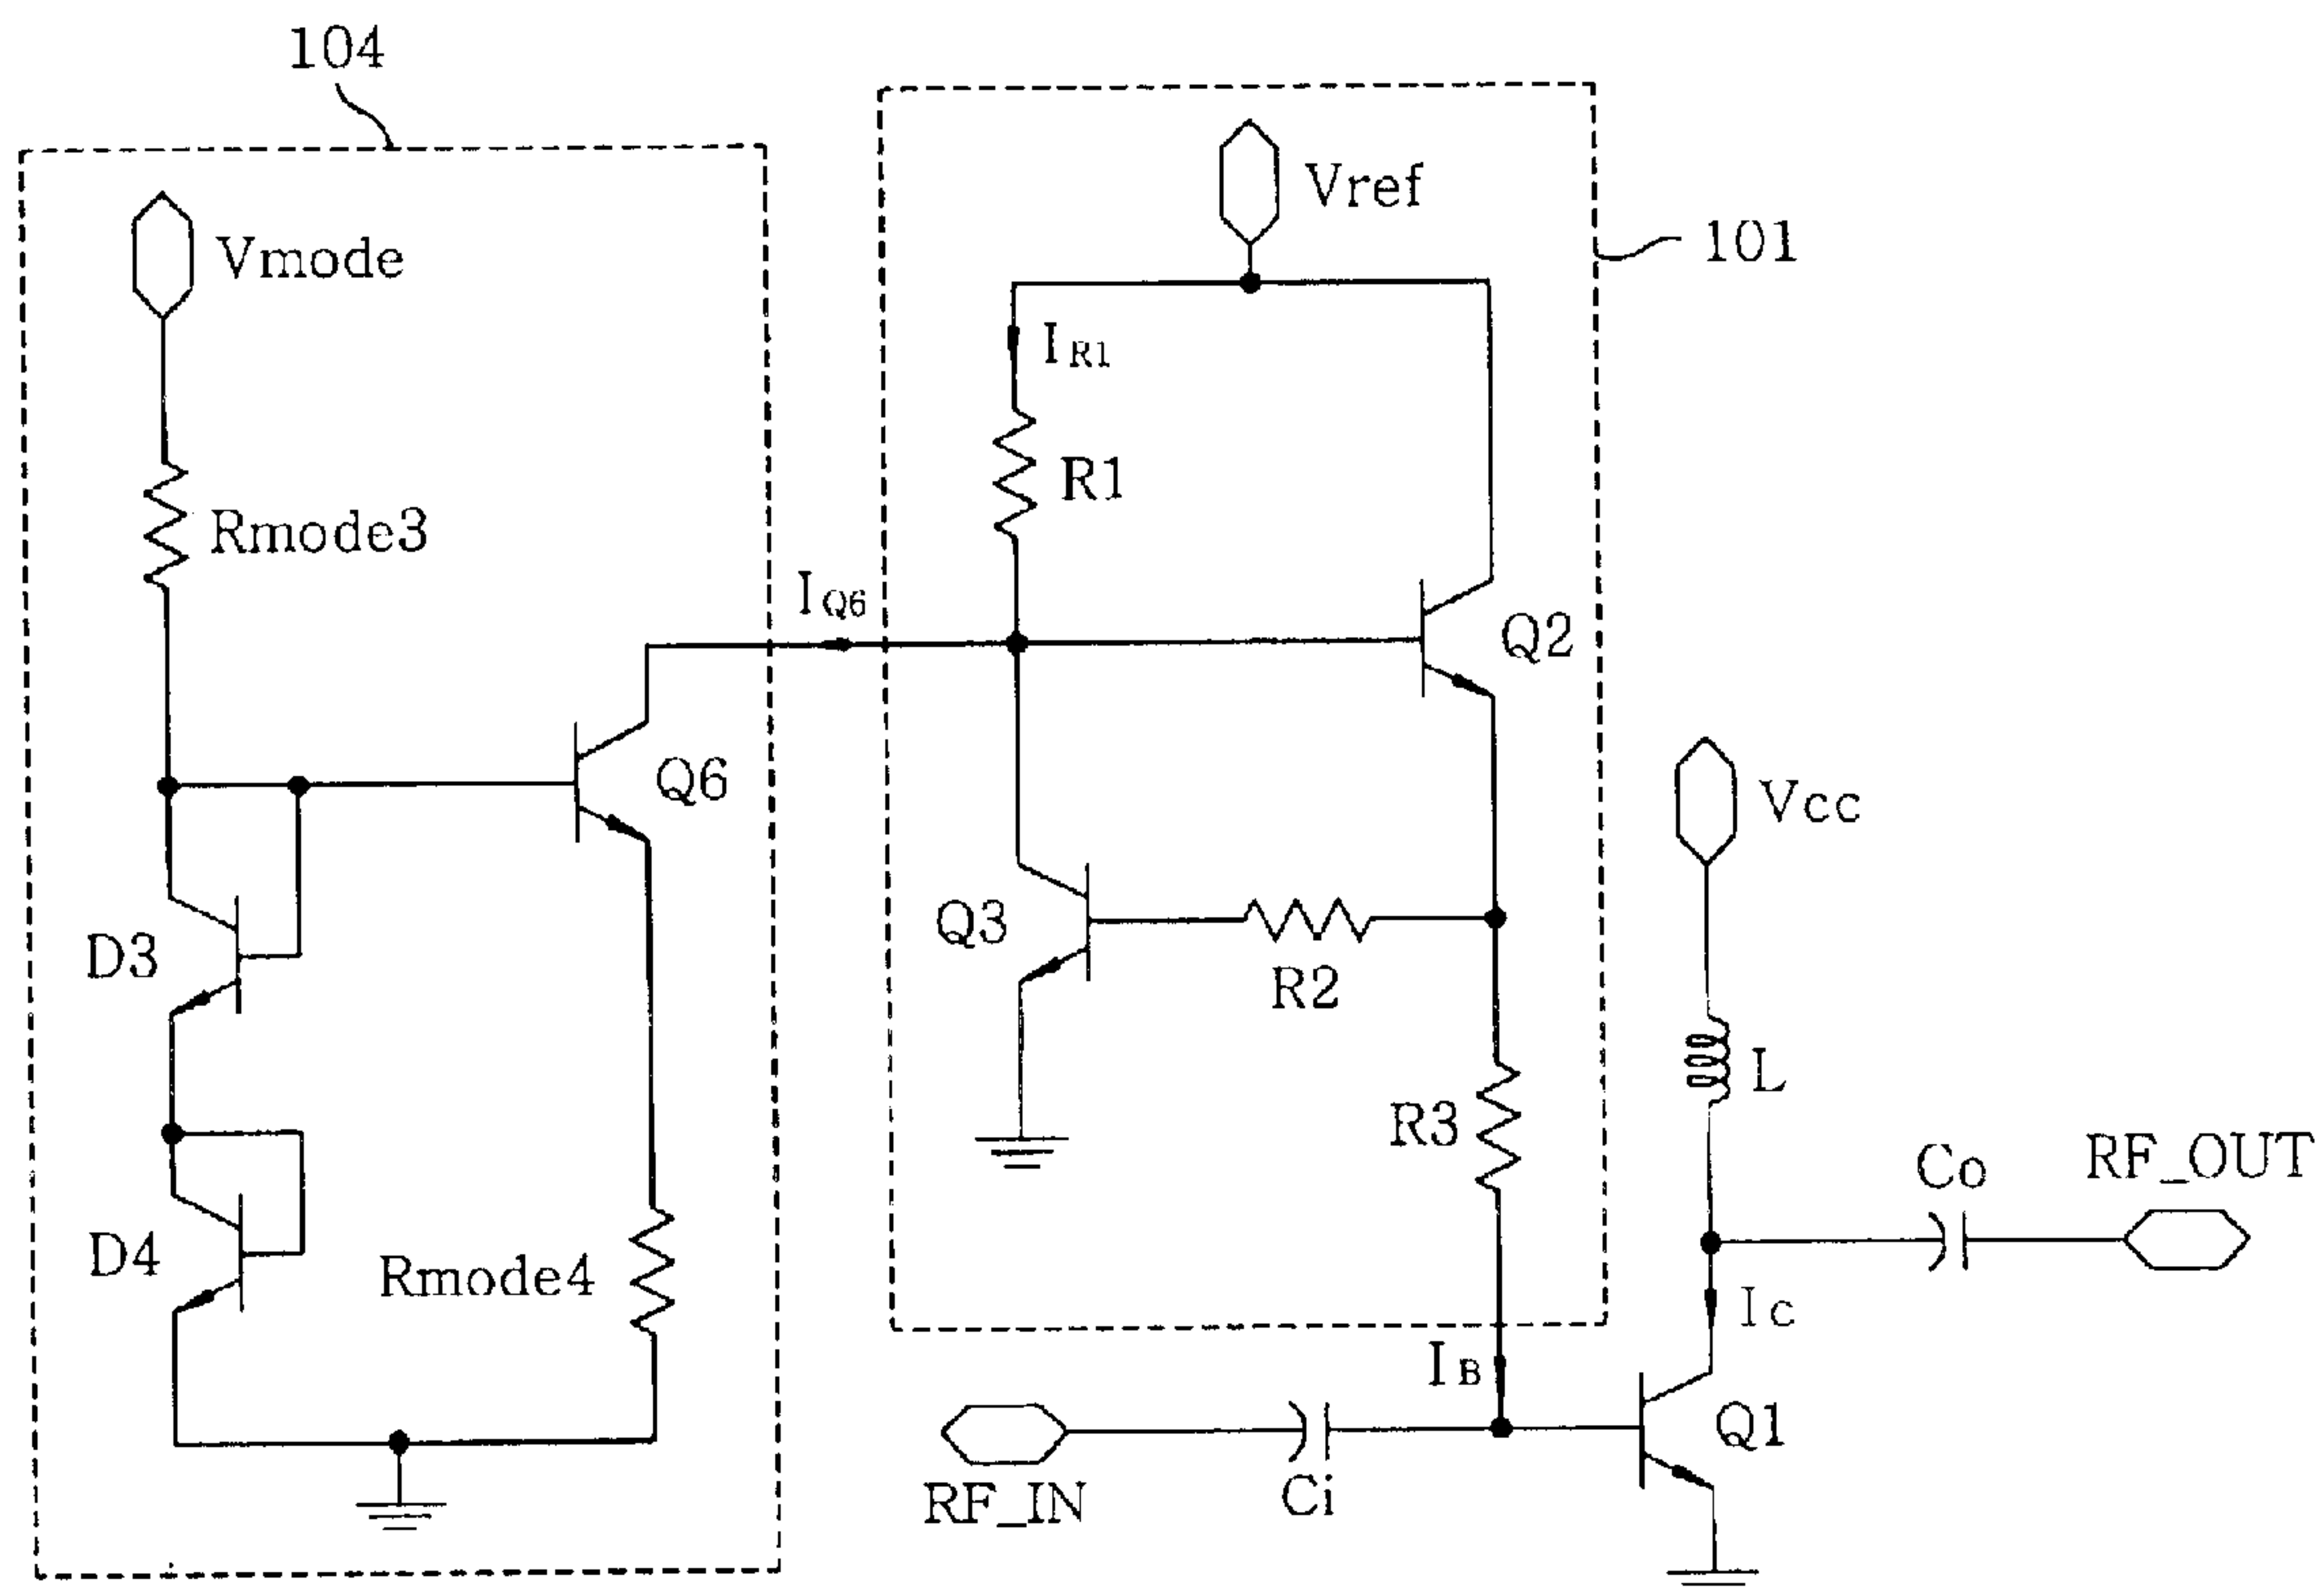 104
Vref
101
Vmode
IR1
R1
Rmode3
IQ6
Q2
Q6
Vcc
Q3
D3
R2
L
R3
Co
RF_OUT
D4
Rmode4
Ic
IB
Q1
RF_IN
Ci